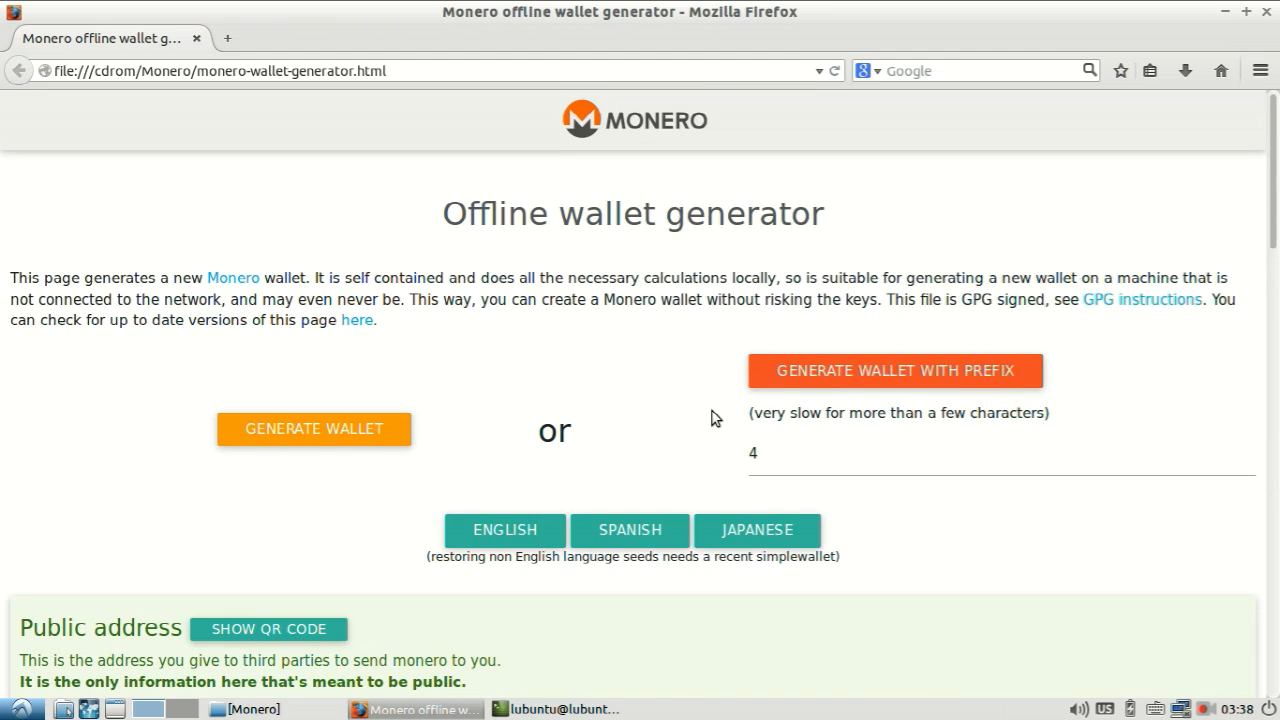 Monero offline wallet generator - Mozilla Firefox
Monero offline wallet g...
file:///cdrom/Monero/monero-wallet-generator.html
Google
MONERO
Offline wallet generator
This page generates a new Monero wallet. It is self contained and does all the necessary calculations locally, so is suitable for generating a new wallet on a machine that is
not connected to the network, and may even never be. This way, you can create a Monero wallet without risking the keys. This file is GPG signed, see GPG instructions. You
can check for up to date versions of this page here.
GENERATE WALLET
or
GENERATE WALLET WITH PREFIX
(very slow for more than a few characters)
4
ENGLISH SPANISH JAPANESE
(restoring non English language seeds needs a recent simplewallet)
Public address SHOW QR CODE
This is the address you give to third parties to send monero to you.
It is the only information here that's meant to be public.
[Monero] Monero offline w... lubuntu@lubunt... US 03:38